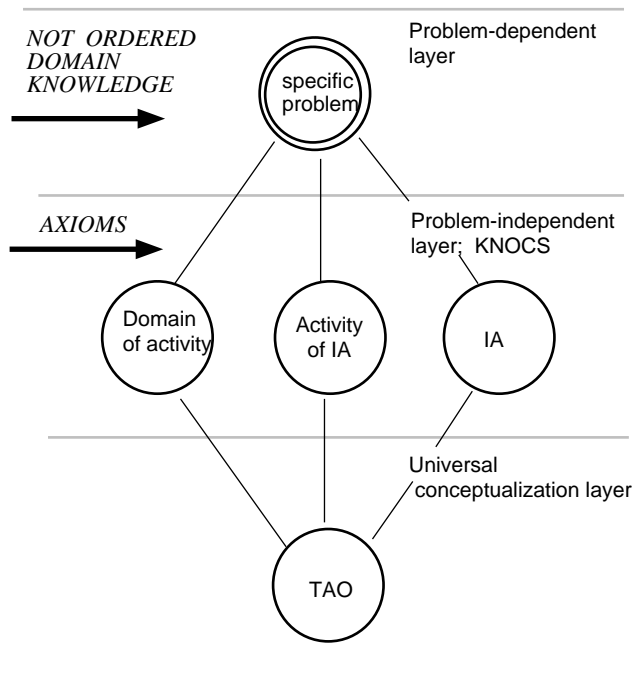 NOT ORDERED
DOMAIN
KNOWLEDGE
Problem-dependent
layer
specific
problem
AXIOMS
Problem-independent
layer; KNOCS
Domain
of activity
Activity
of IA
IA
Universal
conceptualization layer
TAO